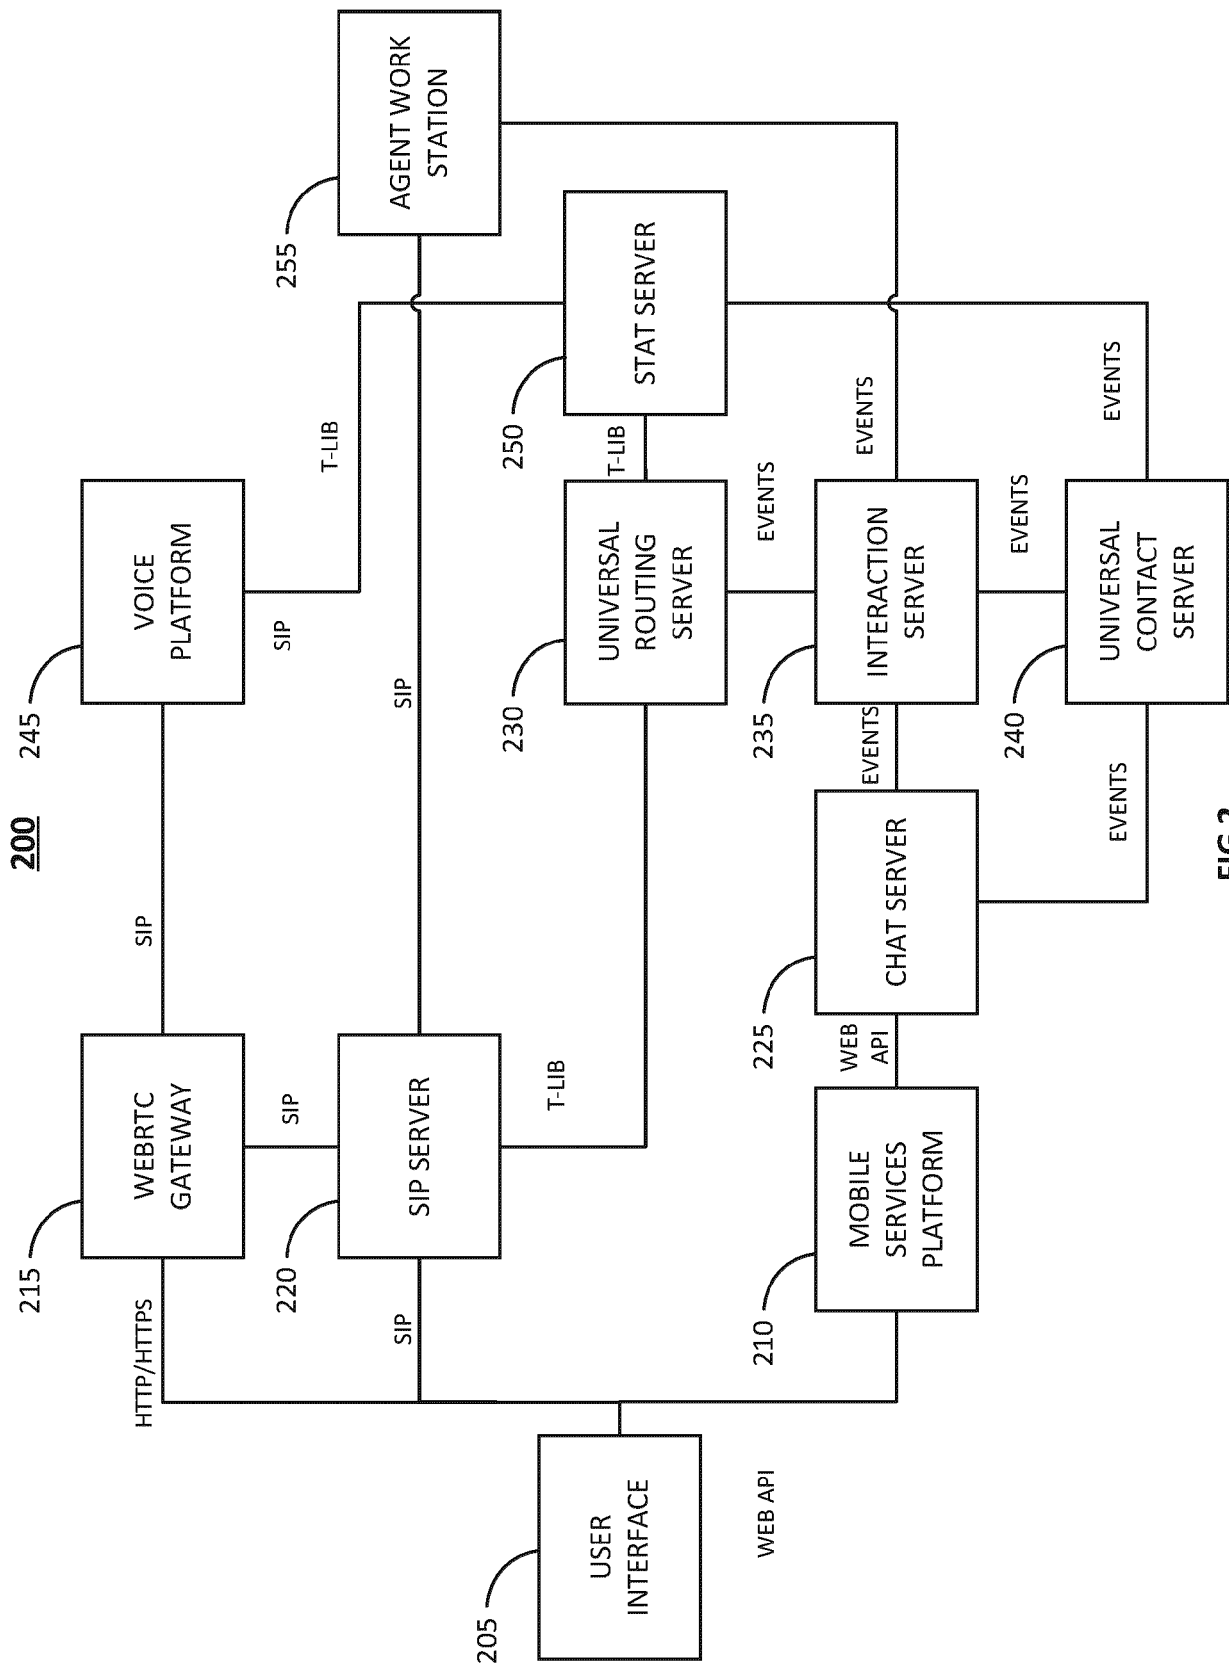 200
215
245
HTTP/HTTPS
WEBRTC
GATEWAY
SIP
VOICE
PLATFORM
220
SIP
SIP
T-LIB
255
SIP
SIP SERVER
SIP
AGENT WORK
STATION
205
USER
INTERFACE
T-LIB
230
UNIVERSAL
ROUTING
SERVER
T-LIB
250
STAT SERVER
WEB API
210
225
235
EVENTS
MOBILE
SERVICES
PLATFORM
WEB
API
CHAT SERVER
EVENTS
INTERACTION
SERVER
EVENTS
240
EVENTS
EVENTS
UNIVERSAL
CONTACT
SERVER
EVENTS
FIG.2